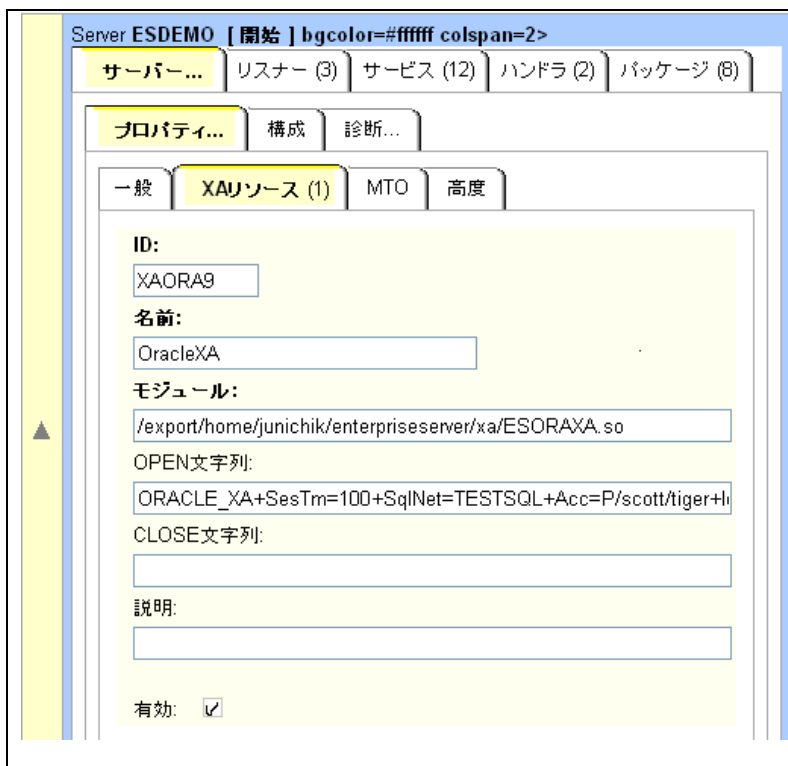 Server ESDEMO [ 開始 ] bgcolor=#ffffff colspan=2>
サーバー... リスナー (3) サービス (12) ハンドラ (2) パッケージ (8)
プロパティ... 構成 診断...
一般 XAリソース (1) MTO 高度
ID:
XAORA9
名前:
OracleXA
モジュール:
/export/home/junichik/enterpriseserver/xa/ESORAXA.so
OPEN文字列:
ORACLE_XA+SesTm=100+SqlNet=TESTSQL+Acc=P/scott/tiger+l
CLOSE文字列:
説明:
有効: